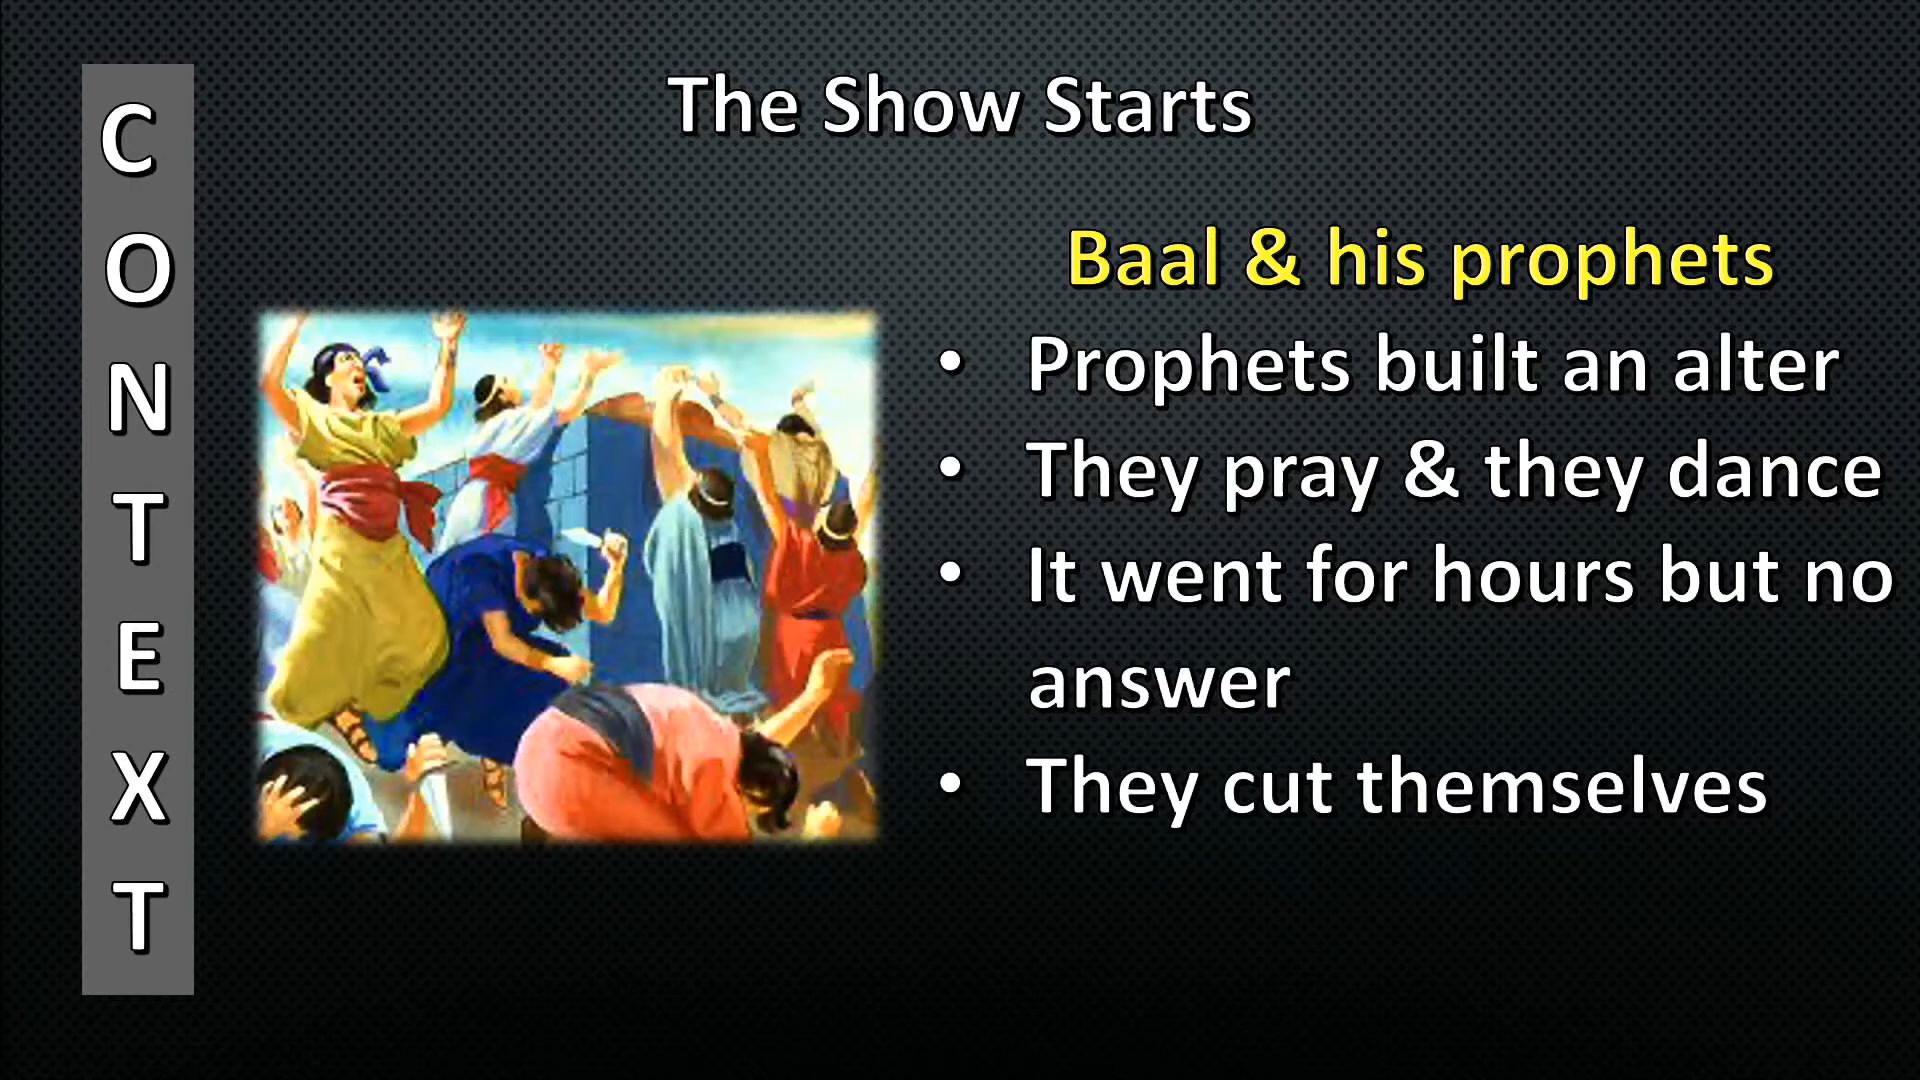 C
O
N
T
E
X
T
The Show Starts
Baal & his prophets
• Prophets built an alter
• They pray & they dance
• It went for hours but no
answer
• They cut themselves